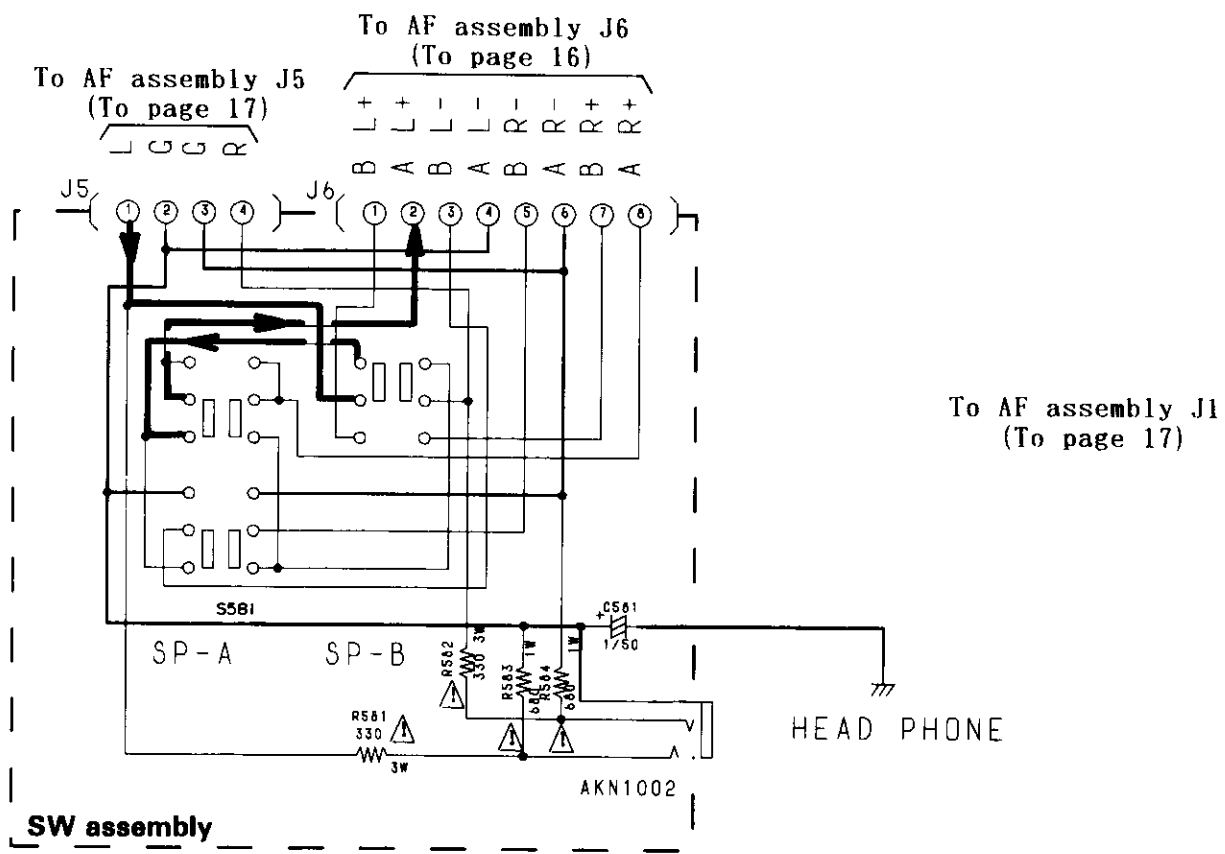 To AF assembly J6
(To page 16)
To AF assembly J5
(To page 17)
L G G R
B L+
A L+
B L-
A L-
B R-
A R-
B R+
A R+
J5
1 2 3 4
J6
1 2 3 4 5 6 7 8
To AF assembly J1
(To page 17)
S581
SP-A
SP-B
R582
330
3W
R583
680
1W
R584
680
1W
+
C581
1/50
R581
330
3W
HEAD PHONE
AKN1002
SW assembly